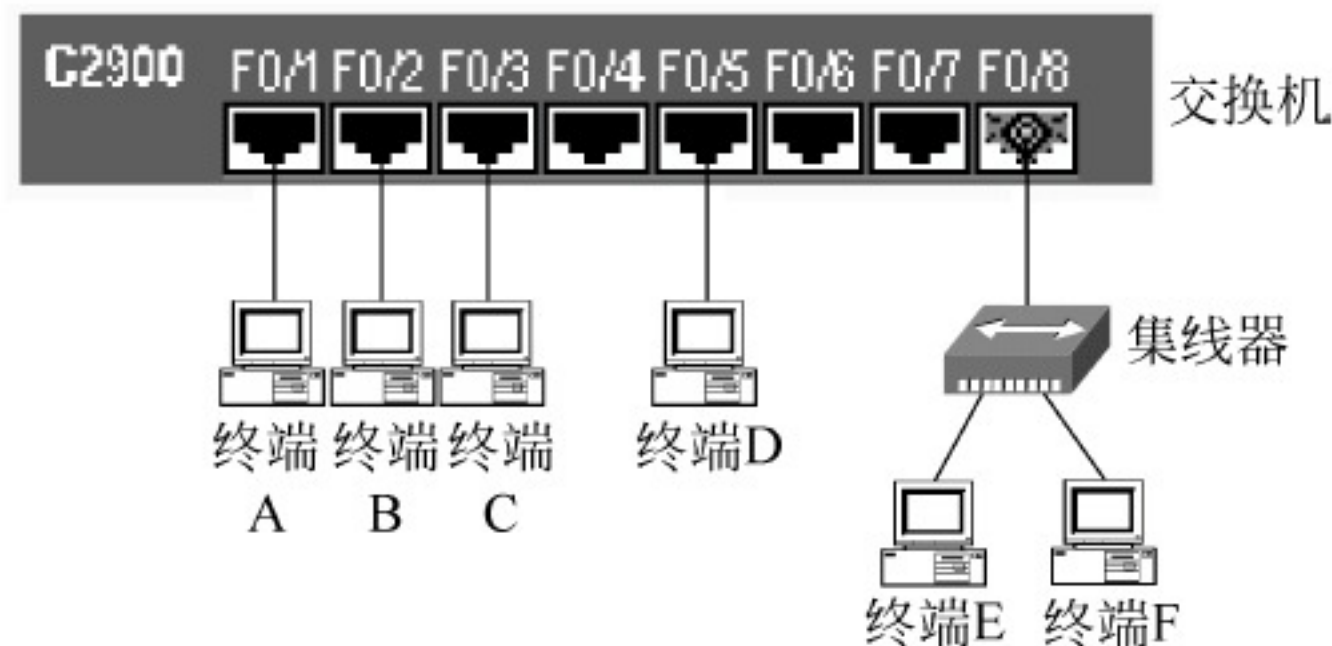 C2900 F0/1 F0/2 F0/3 F0/4 F0/5 F0/6 F0/7 F0/8
交换机
集线器
终端 终端 终端 终端D
A B C
终端E 终端F